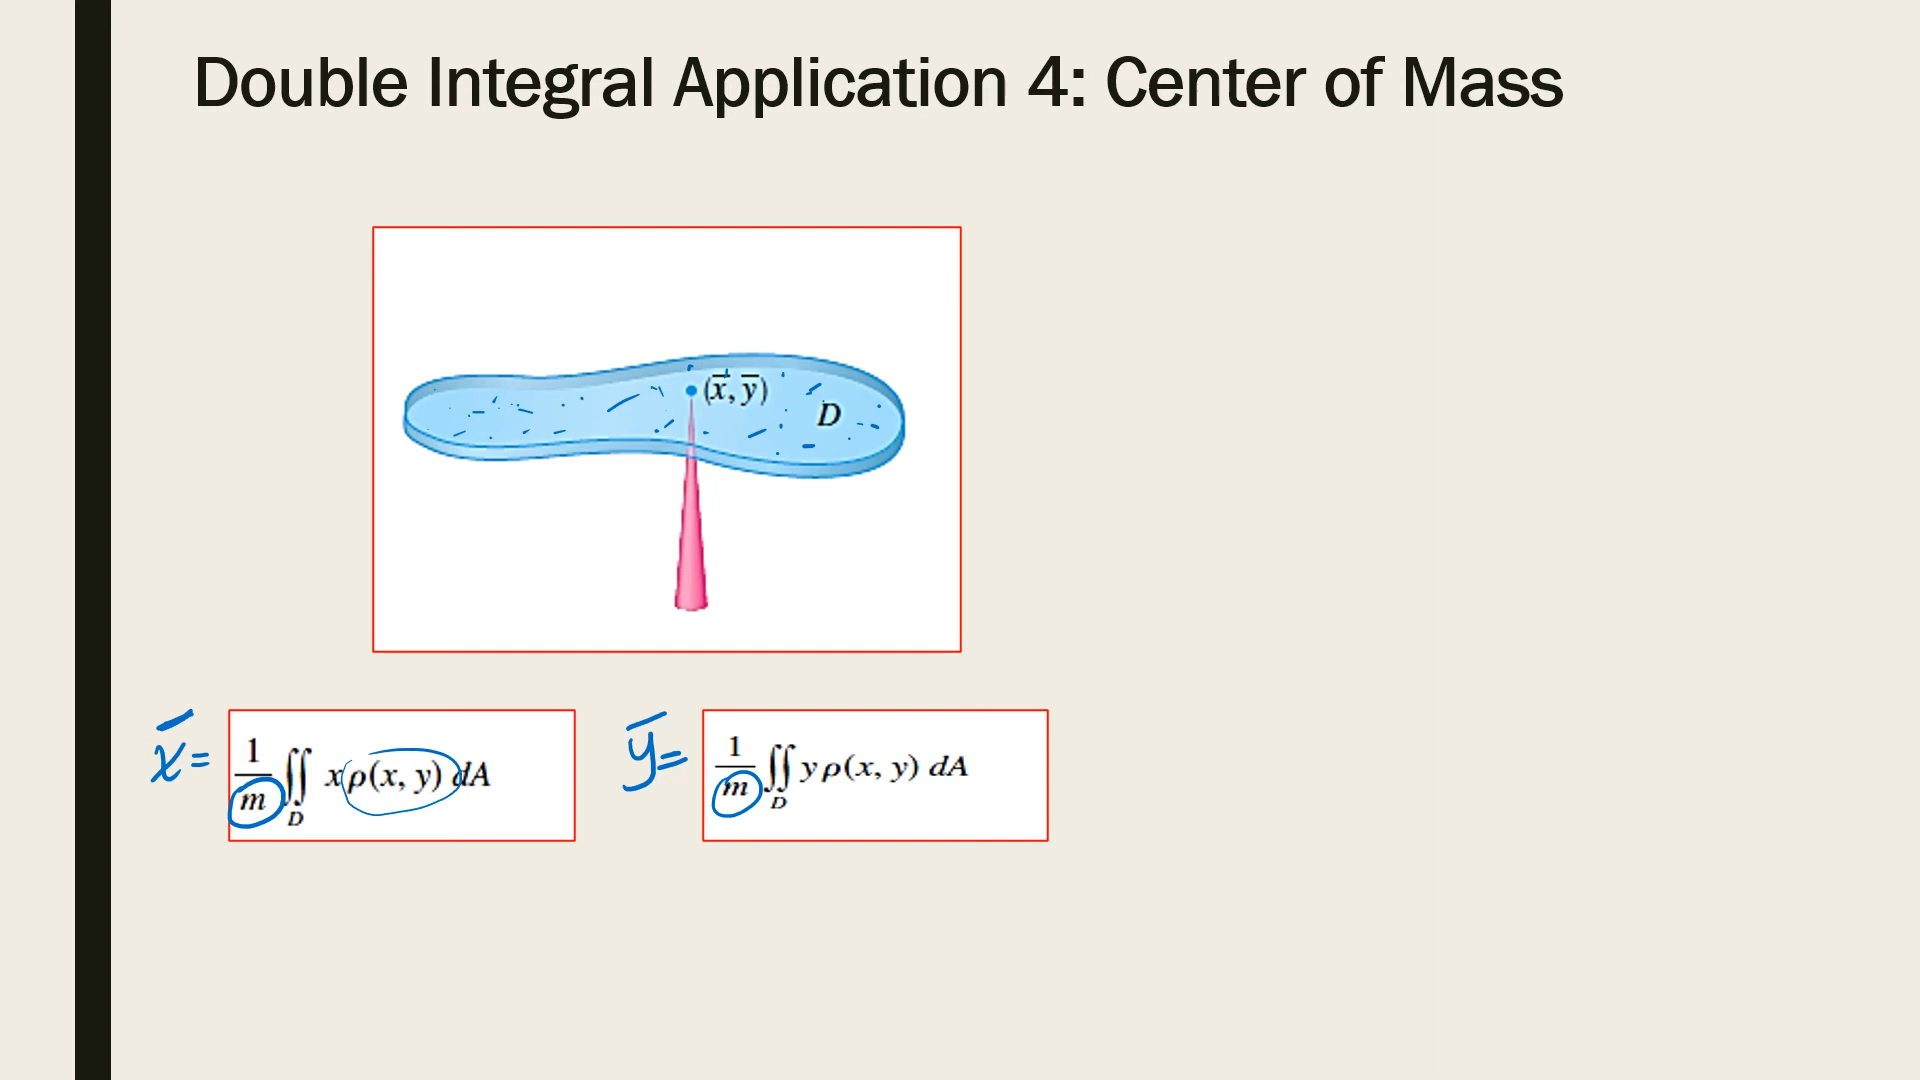 Double Integral Application 4: Center of Mass
(x̅, y̅)
D
x̅ = 1/m ∬_D x ρ(x, y) dA
y̅ = 1/m ∬_D y ρ(x, y) dA